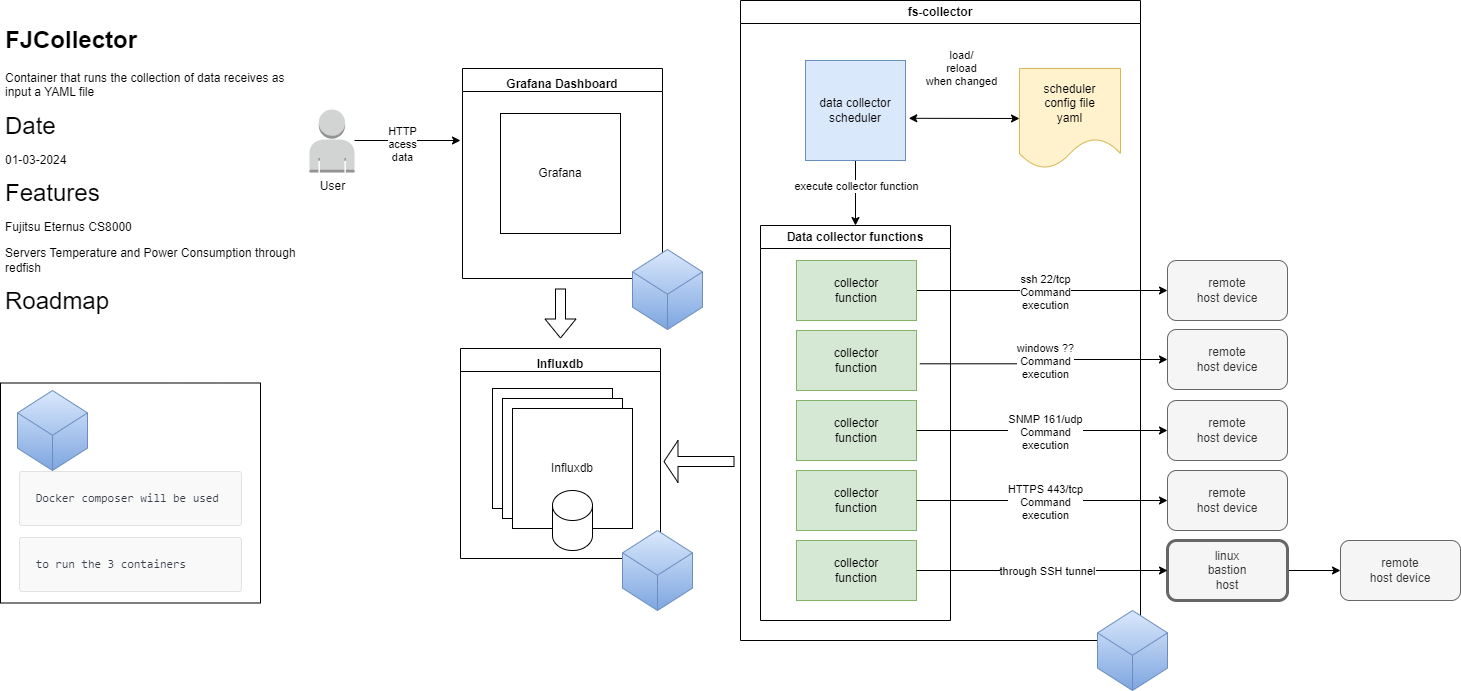 FJCollector
Container that runs the collection of data receives as
input a YAML file
Date
01-03-2024
Features
Fujitsu Eternus CS8000
Servers Temperature and Power Consumption through
redfish
Roadmap
Docker composer will be used
to run the 3 containers
User
HTTP
acess
data
Grafana Dashboard
Grafana
Influxdb
Influxdb
fs-collector
data collector
scheduler
load/
reload
when changed
scheduler
config file
yaml
execute collector function
Data collector functions
collector
function
ssh 22/tcp
Command
execution
remote
host device
collector
function
windows ??
Command
execution
remote
host device
collector
function
SNMP 161/udp
Command
execution
remote
host device
collector
function
HTTPS 443/tcp
Command
execution
remote
host device
collector
function
through SSH tunnel
linux
bastion
host
remote
host device